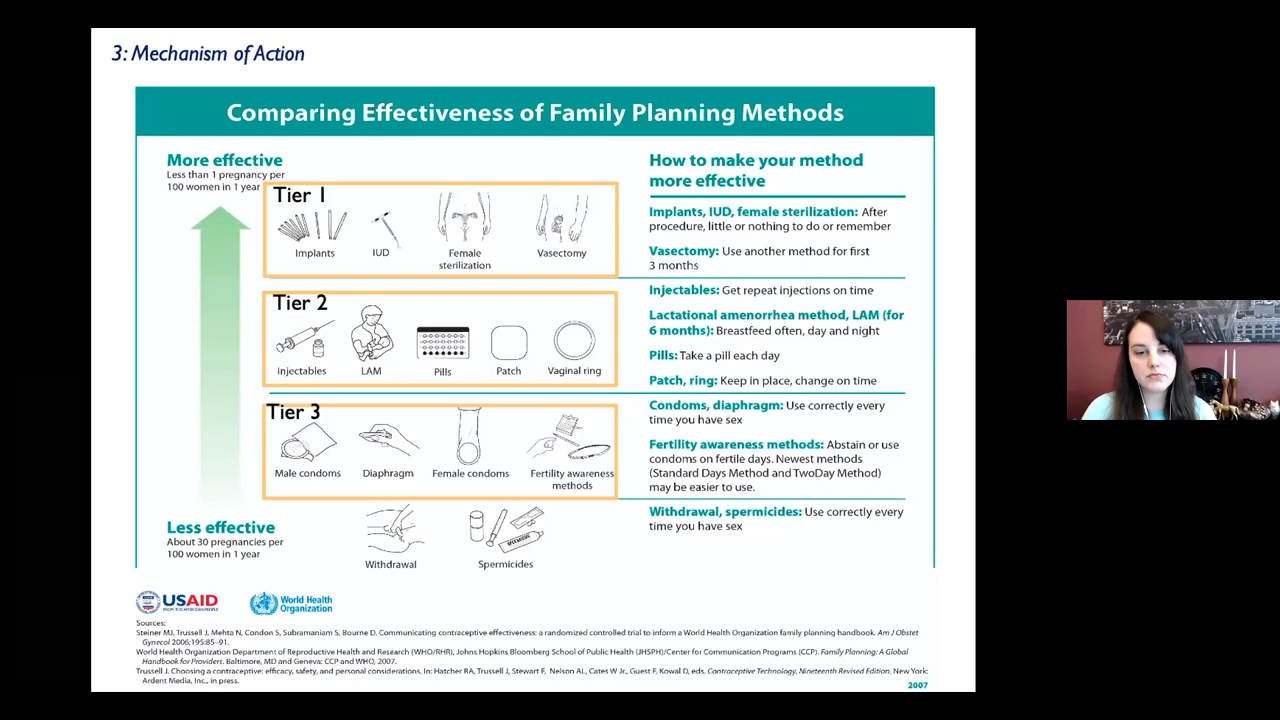 3: Mechanism of Action
Comparing Effectiveness of Family Planning Methods
More effective
Less than 1 pregnancy per
100 women in 1 year
Tier 1
Implants
IUD
Female
sterilization
Vasectomy
Tier 2
Injectables
LAM
Pills
Patch
Vaginal ring
Tier 3
Male condoms
Diaphragm
Female condoms
Fertility awareness
methods
Less effective
About 30 pregnancies per
100 women in 1 year
Withdrawal
Spermicides
How to make your method
more effective
Implants, IUD, female sterilization: After
procedure, little or nothing to do or remember
Vasectomy: Use another method for first
3 months
Injectables: Get repeat injections on time
Lactational amenorrhea method, LAM (for
6 months): Breastfeed often, day and night
Pills: Take a pill each day
Patch, ring: Keep in place, change on time
Condoms, diaphragm: Use correctly every
time you have sex
Fertility awareness methods: Abstain or use
condoms on fertile days. Newest methods
(Standard Days Method and TwoDay Method)
may be easier to use.
Withdrawal, spermicides: Use correctly every
time you have sex
USAID
FROM THE AMERICAN PEOPLE
World Health
Organization
Sources:
Steiner MJ, Trussell J, Mehta N, Condon S, Subramaniam S, Bourne D. Communicating contraceptive effectiveness: a randomized controlled trial to inform a World Health Organization family planning handbook. Am J Obstet
Gynecol 2006;195:85–91.
World Health Organization Department of Reproductive Health and Research (WHO/RHR), Johns Hopkins Bloomberg School of Public Health (JHSPH)/Center for Communication Programs (CCP). Family Planning: A Global
Handbook for Providers. Baltimore, MD and Geneva: CCP and WHO, 2007.
Trussell J. Choosing a contraceptive: efficacy, safety, and personal considerations. In: Hatcher RA, Trussell J, Stewart F, Nelson AL, Cates W Jr., Guest F, Kowal D, eds. Contraceptive Technology, Nineteenth Revised Edition. New York:
Ardent Media, Inc., in press.
2007